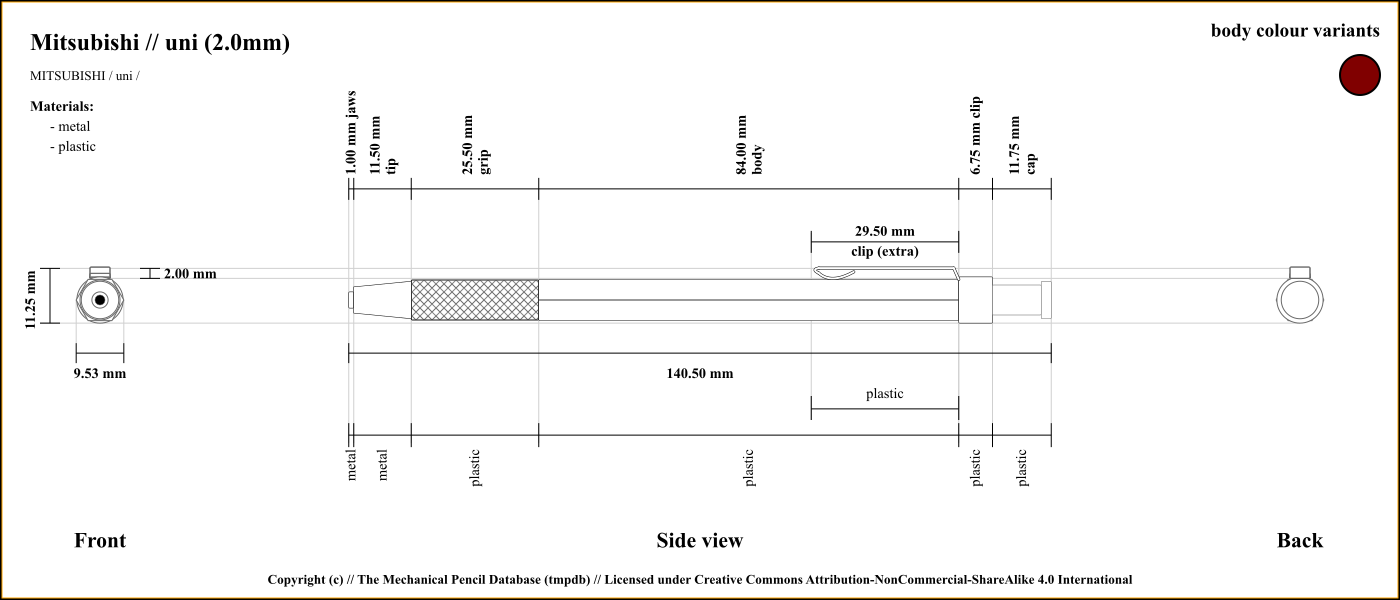 Mitsubishi // uni (2.0mm)
body colour variants
MITSUBISHI / uni /
Materials:
- metal
- plastic
1.00 mm jaws
11.50 mm
tip
25.50 mm
grip
84.00 mm
body
6.75 mm clip
11.75 mm
cap
29.50 mm
clip (extra)
2.00 mm
11.25 mm
9.53 mm
140.50 mm
plastic
metal
metal
plastic
plastic
plastic
plastic
Front
Side view
Back
Copyright (c) // The Mechanical Pencil Database (tmpdb) // Licensed under Creative Commons Attribution-NonCommercial-ShareAlike 4.0 International